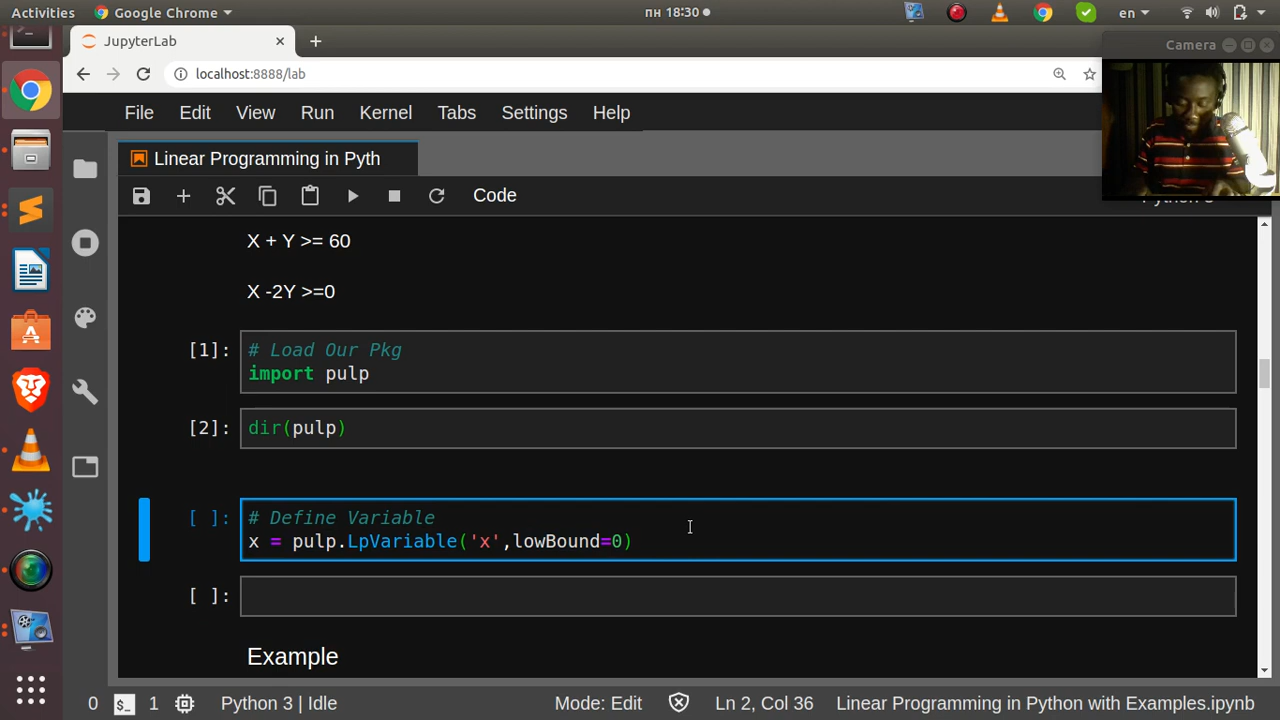 Activities Google Chrome пн 18:30 en
Camera
JupyterLab
localhost:8888/lab
File Edit View Run Kernel Tabs Settings Help
Linear Programming in Pyth
Code
X + Y >= 60
X -2Y >=0
[1]: # Load Our Pkg
import pulp
[2]: dir(pulp)
[ ]: # Define Variable
x = pulp.LpVariable('x',lowBound=0)
[ ]:
Example
0 $_ 1 Python 3 | Idle Mode: Edit Ln 2, Col 36 Linear Programming in Python with Examples.ipynb